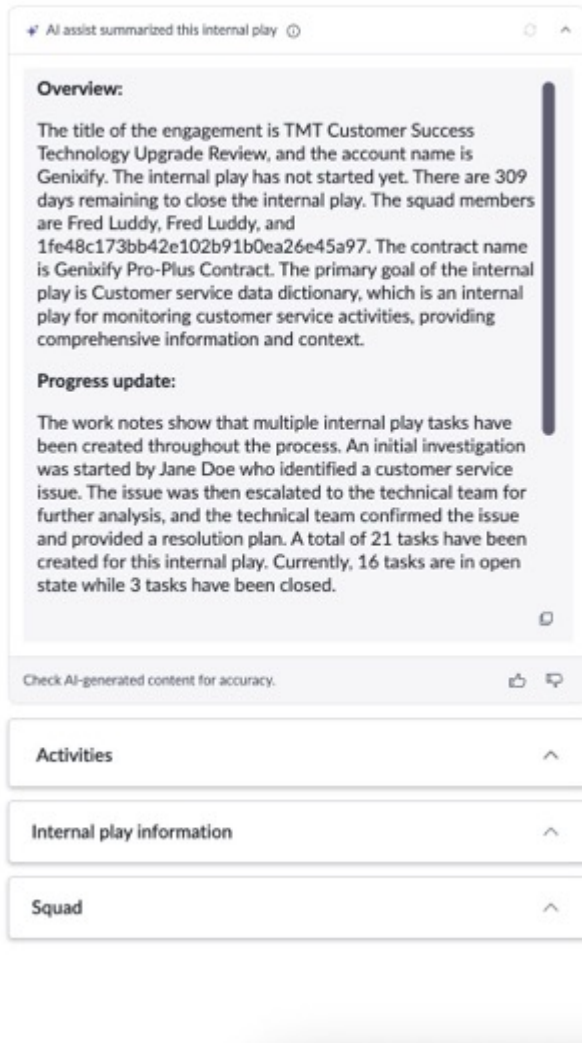 AI assist summarized this internal play
Overview:
The title of the engagement is TMT Customer Success
Technology Upgrade Review, and the account name is
Genixify. The internal play has not started yet. There are 309
days remaining to close the internal play. The squad members
are Fred Luddy, Fred Luddy, and
1fe48c173bb42e102b91b0ea26e45a97. The contract name
is Genixify Pro-Plus Contract. The primary goal of the internal
play is Customer service data dictionary, which is an internal
play for monitoring customer service activities, providing
comprehensive information and context.
Progress update:
The work notes show that multiple internal play tasks have
been created throughout the process. An initial investigation
was started by Jane Doe who identified a customer service
issue. The issue was then escalated to the technical team for
further analysis, and the technical team confirmed the issue
and provided a resolution plan. A total of 21 tasks have been
created for this internal play. Currently, 16 tasks are in open
state while 3 tasks have been closed.
Check AI-generated content for accuracy.
Activities
Internal play information
Squad